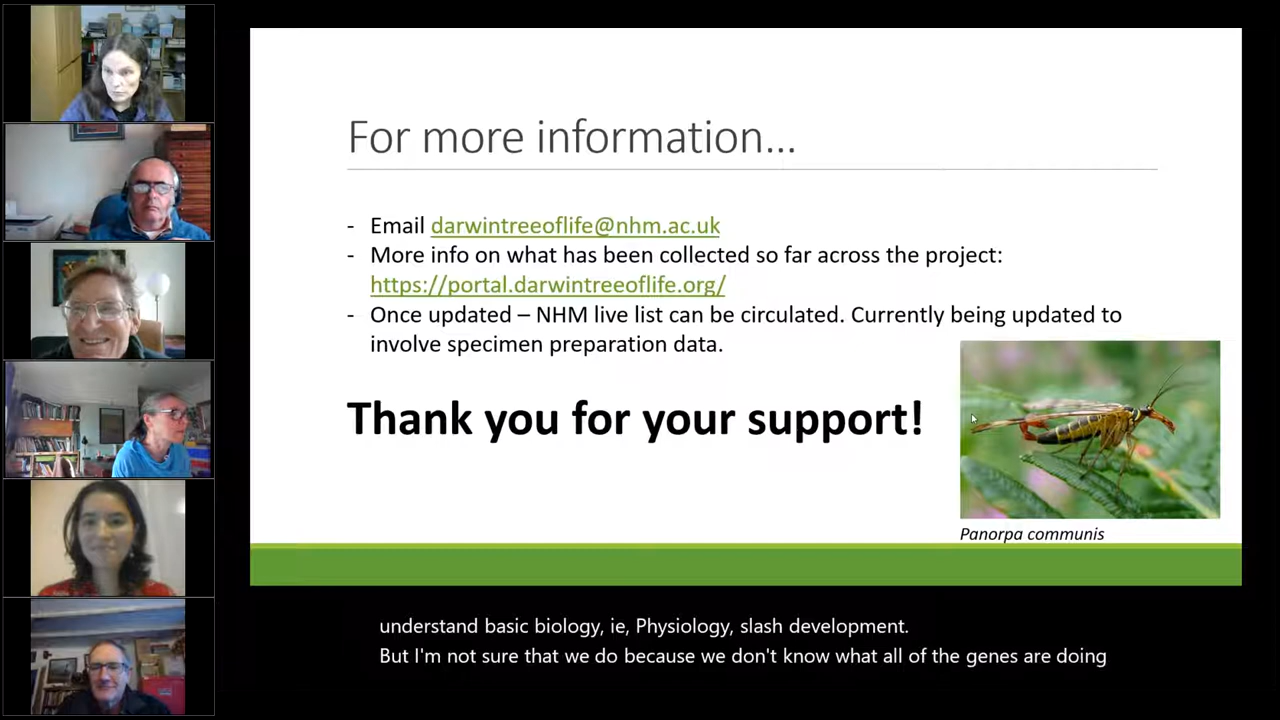 For more information...
- Email darwintreeoflife@nhm.ac.uk
- More info on what has been collected so far across the project:
https://portal.darwintreeoflife.org/
- Once updated – NHM live list can be circulated. Currently being updated to
involve specimen preparation data.
Thank you for your support!
Panorpa communis
understand basic biology, ie, Physiology, slash development.
But I'm not sure that we do because we don't know what all of the genes are doing